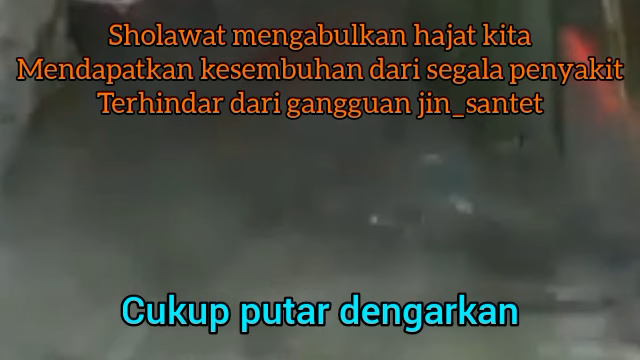 Sholawat mengabulkan hajat kita
Mendapatkan kesembuhan dari segala penyakit
Terhindar dari gangguan jin_santet
Cukup putar dengarkan